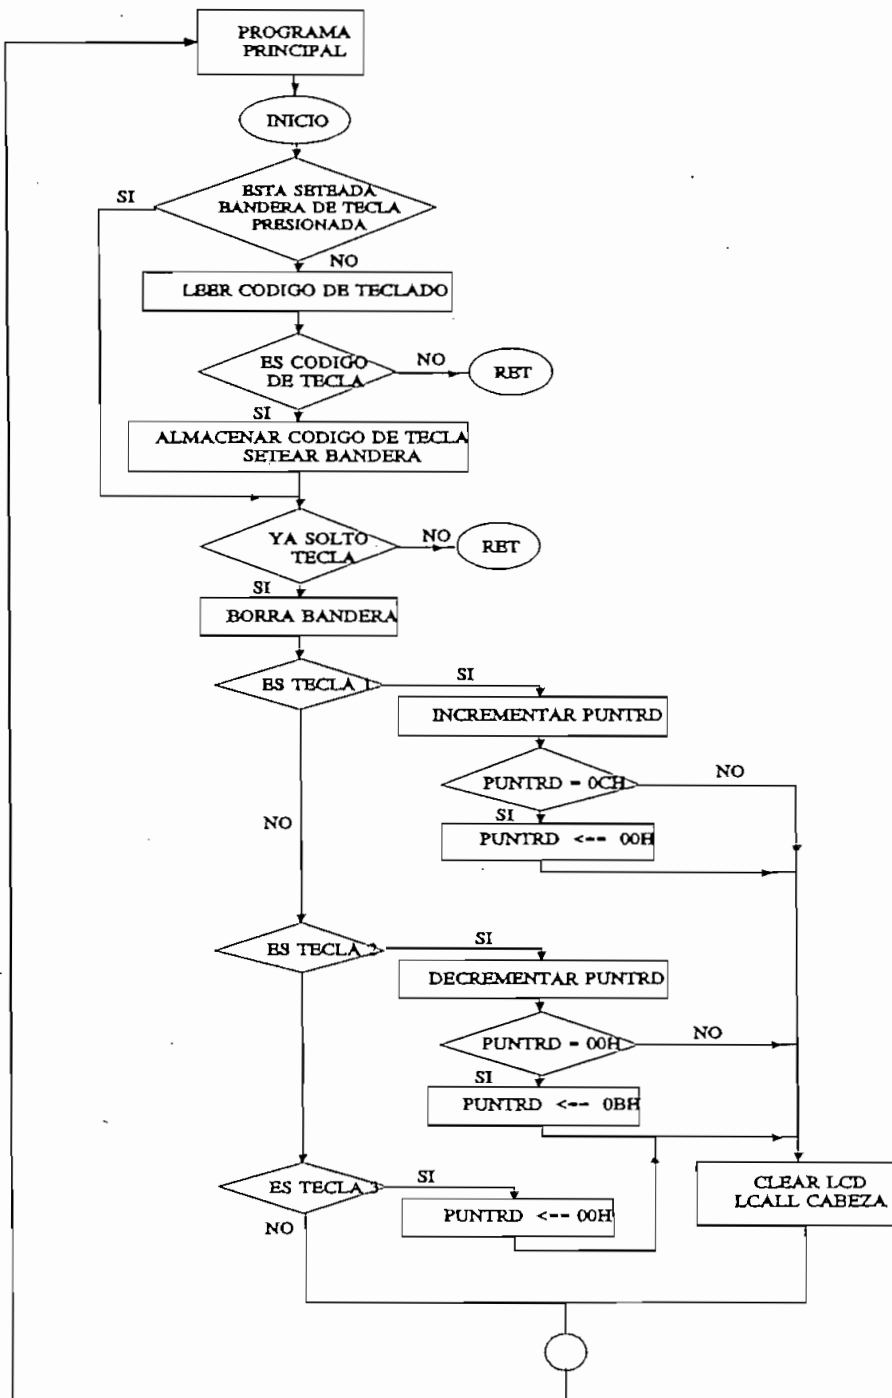 PROGRAMA
PRINCIPAL
INICIO
SI
ESTA SETEADA
BANDERA DE TECLA
PRESIONADA
NO
LEER CODIGO DE TECLADO
ES CODIGO
DE TECLA
NO
RET
SI
ALMACENAR CODIGO DE TECLA
SETEAR BANDERA
YA SOLTO
TECLA
NO
RET
SI
BORRA BANDERA
ES TECLA 1
SI
INCREMENTAR PUNTRD
PUNTRD = 0CH
NO
SI
PUNTRD <-- 00H
NO
ES TECLA 2
SI
DECREMENTAR PUNTRD
PUNTRD = 00H
NO
SI
PUNTRD <-- 0BH
ES TECLA 3
SI
PUNTRD <-- 00H
NO
CLEAR LCD
LCALL CABEZA